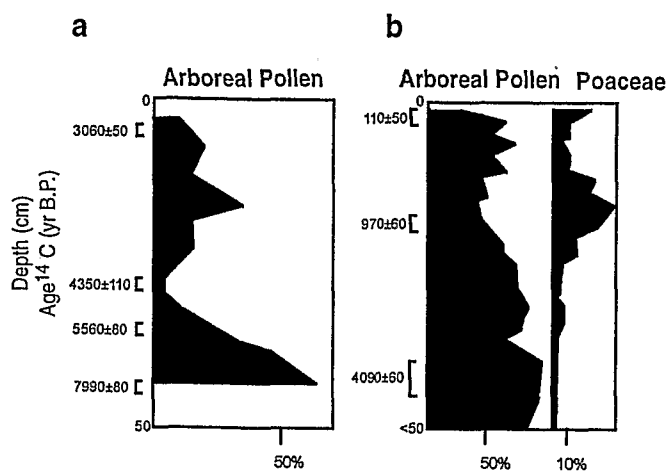 a
b
Arboreal Pollen
Arboreal Pollen
Poaceae
0
0
3060±50
110±50
970±60
4350±110
5560±80
4090±60
7990±80
50
<50
50%
50%
10%
Depth (cm)
Age14 C (yr B.P.)